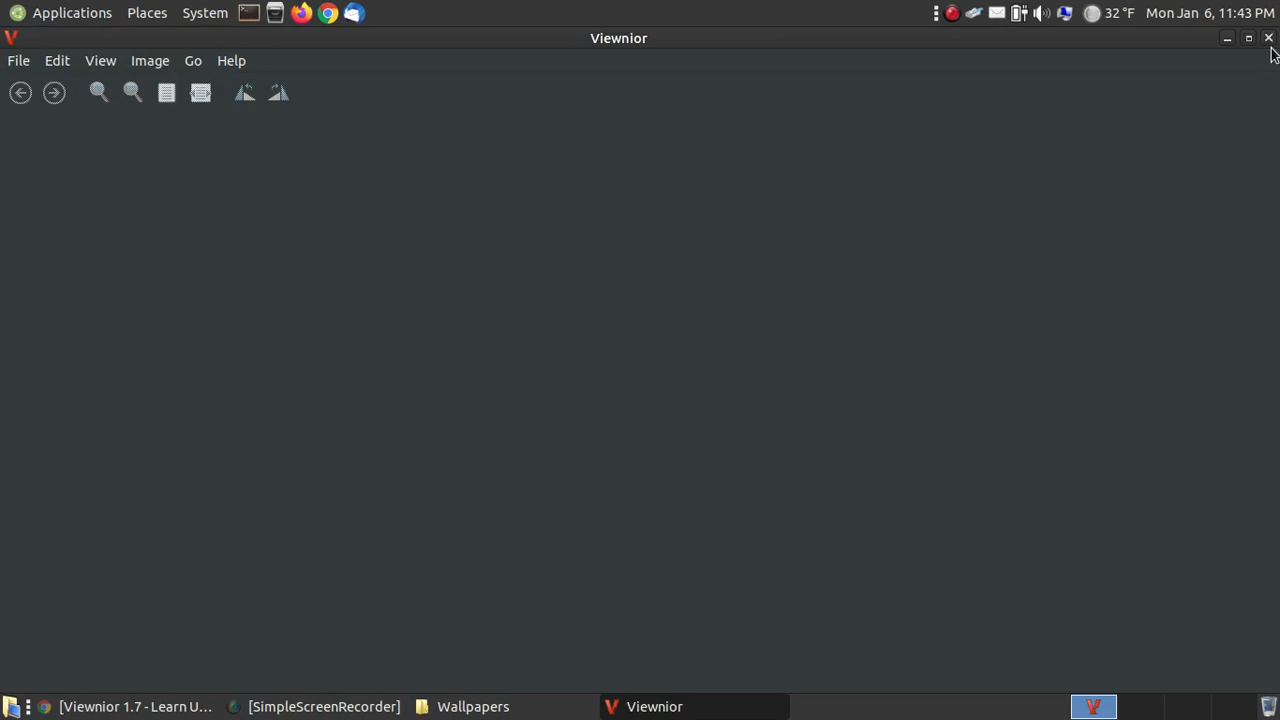 Applications Places System 32 °F Mon Jan 6, 11:43 PM
Viewnior
File Edit View Image Go Help
[Viewnior 1.7 - Learn U... [SimpleScreenRecorder] Wallpapers Viewnior